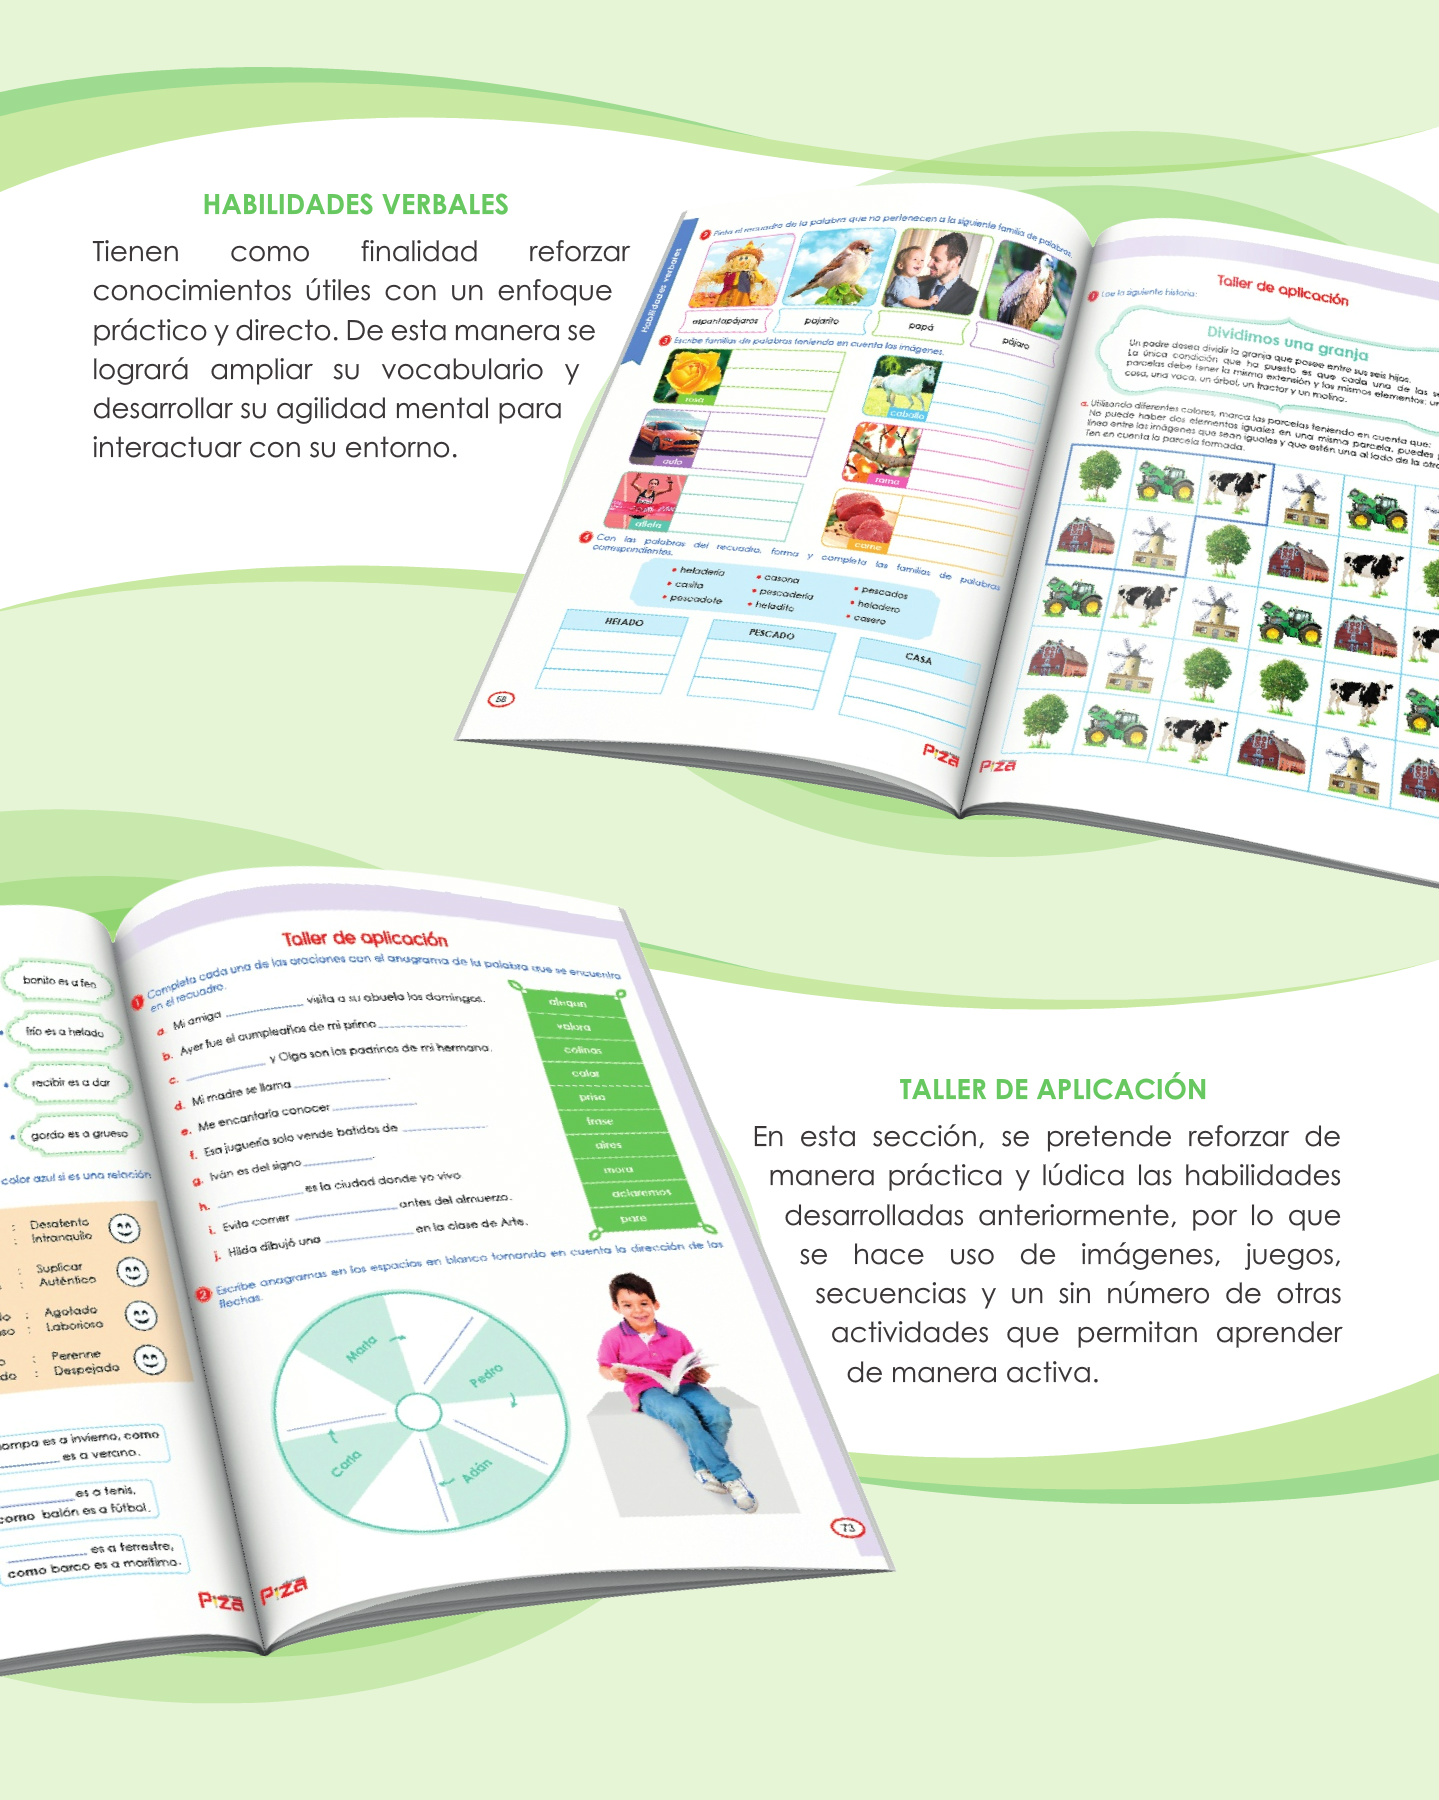 HABILIDADES VERBALES
Tienen como finalidad reforzar
conocimientos útiles con un enfoque
práctico y directo. De esta manera se
logrará ampliar su vocabulario y
desarrollar su agilidad mental para
interactuar con su entorno.
Habilidades verbales
2 Pinta el recuadro de la palabra que no pertenecen a la siguiente familia de palabras.
espantapájaros
pajarito
papá
pájaro
3 Escribe familias de palabras teniendo en cuenta las imágenes.
rosa
caballo
auto
rama
atleta
carne
4 Con las palabras del recuadro, forma y completa las familias de palabras
correspondientes.
• heladería
• casona
• pescados
• casita
• pescadería
• heladero
• pescadote
• heladito
• casero
HELADO
PESCADO
CASA
58
Piza
Taller de aplicación
1 Lee la siguiente historia:
Dividimos una granja
Un padre desea dividir la granja que posee entre sus seis hijos.
La única condición que ha puesto es que cada una de las
parcelas debe tener la misma extensión y los mismos elementos:
casa, una vaca, un árbol, un tractor y un molino.
a. Utilizando diferentes colores, marca las parcelas teniendo en cuenta que:
No puede haber dos elementos iguales en una misma parcela, puedes
línea entre las imágenes que sean iguales y que estén una al lado de la otra
Ten en cuenta la parcela formada.
Piza
bonito es a feo
frío es a helado
recibir es a dar
gordo es a grueso
color azul si es una relación
: Desatento
: Intranquilo
: Suplicar
: Auténtico
: Agotado
: Laborioso
: Perenne
: Despejado
ompa es a invierno, como
es a verano.
es a tenis,
como balón es a fútbol.
es a terrestre,
como barco es a marítimo.
Piza
Taller de aplicación
1 Completa cada una de las oraciones con el anagrama de la palabra que se encuentra
en el recuadro.
a. Mi amiga ____ visita a su abuela los domingos.
b. Ayer fue el cumpleaños de mi primo ____.
c. ____ y Olga son los padrinos de mi hermana.
d. Mi madre se llama ____.
e. Me encantaría conocer ____
f. Esa juguería solo vende batidos de ____
g. Iván es del signo ____.
h. ____ es la ciudad donde yo vivo
i. Evita comer ____ antes del almuerzo.
j. Hilda dibujó una ____ en la clase de Arte.
valora
colinas
calor
prisa
frase
aires
mora
aclaremos
pare
2 Escribe anagramas en los espacios en blanco tomando en cuenta la dirección de las
flechas.
Marta
Pedro
Carla
Adán
73
Piza
TALLER DE APLICACIÓN
En esta sección, se pretende reforzar de
manera práctica y lúdica las habilidades
desarrolladas anteriormente, por lo que
se hace uso de imágenes, juegos,
secuencias y un sin número de otras
actividades que permitan aprender
de manera activa.